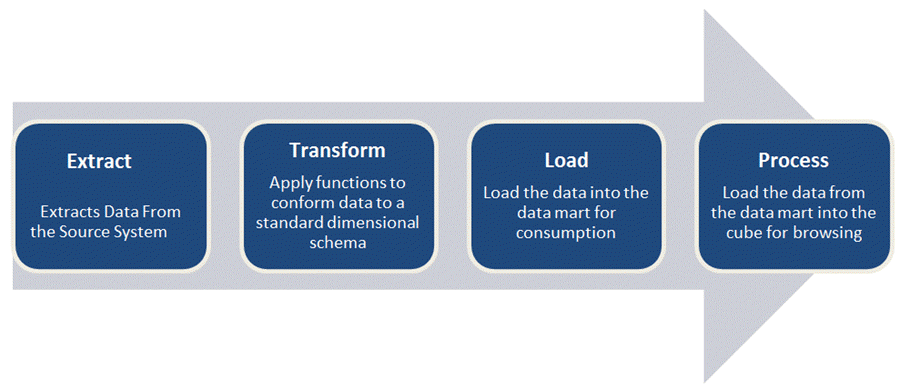 Extract
Extracts Data From
the Source System
Transform
Apply functions to
conform data to a
standard dimensional
schema
Load
Load the data into the
data mart for
consumption
Process
Load the data from
the data mart into the
cube for browsing